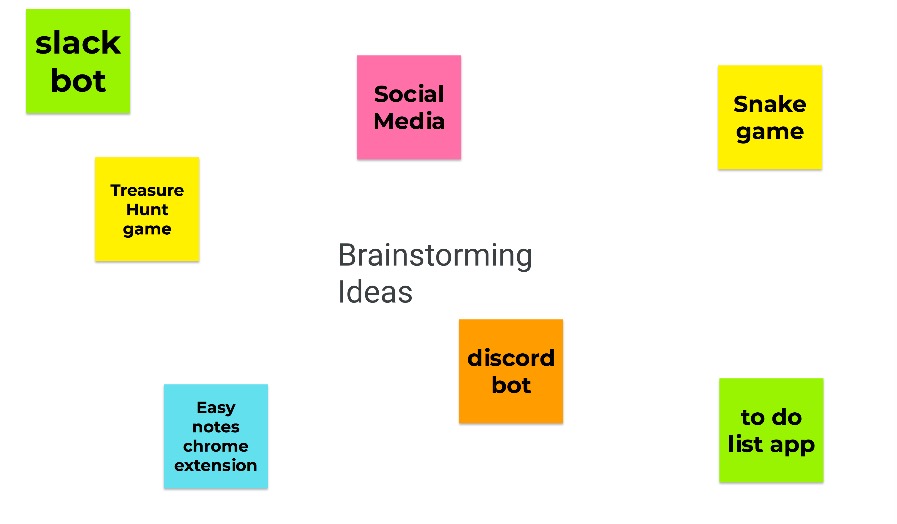 slack
bot
Social
Media
Snake
game
Treasure
Hunt
game
Brainstorming
Ideas
discord
bot
Easy
notes
chrome
extension
to do
list app